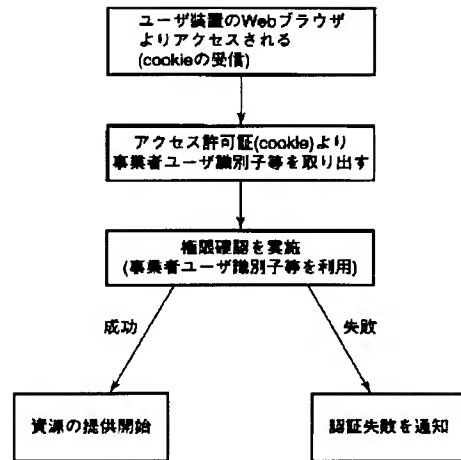 ユーザ装置のWebブラウザ
よりアクセスされる
(cookieの受信)
アクセス許可証(cookie)より
事業者ユーザ識別子等を取り出す
権限確認を実施
(事業者ユーザ識別子等を利用)
成功
失敗
資源の提供開始
認証失敗を通知